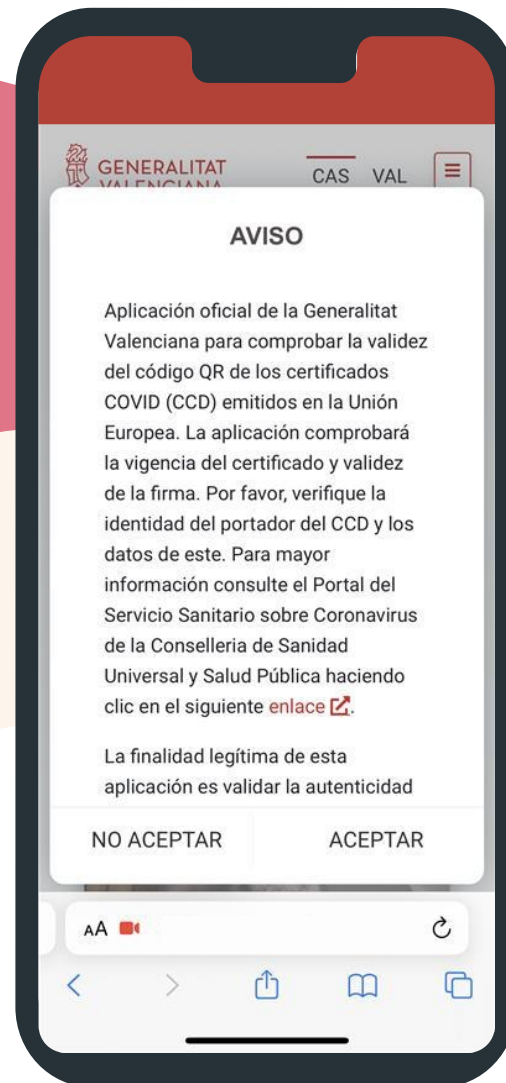 GENERALITAT
VALENCIANA
CAS VAL
AVISO
Aplicación oficial de la Generalitat
Valenciana para comprobar la validez
del código QR de los certificados
COVID (CCD) emitidos en la Unión
Europea. La aplicación comprobará
la vigencia del certificado y validez
de la firma. Por favor, verifique la
identidad del portador del CCD y los
datos de este. Para mayor
información consulte el Portal del
Servicio Sanitario sobre Coronavirus
de la Conselleria de Sanidad
Universal y Salud Pública haciendo
clic en el siguiente enlace.
La finalidad legítima de esta
aplicación es validar la autenticidad
NO ACEPTAR ACEPTAR
AA